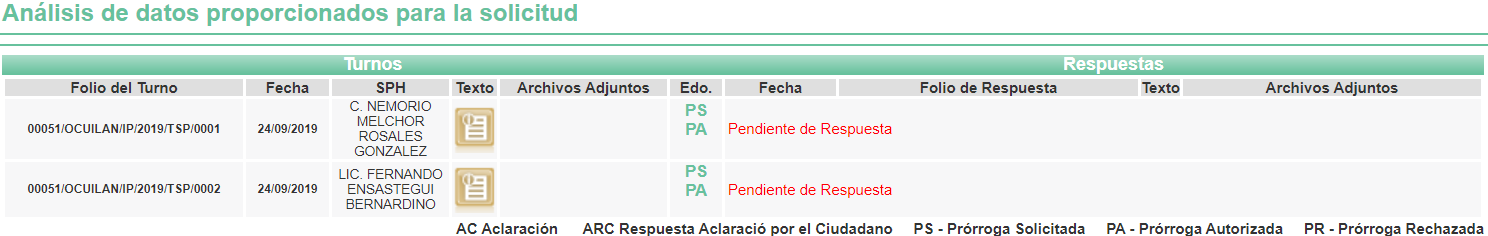 Análisis de datos proporcionados para la solicitud
Turnos Respuestas
Folio del Turno Fecha SPH Texto Archivos Adjuntos Edo. Fecha Folio de Respuesta Texto Archivos Adjuntos
00051/OCUILAN/IP/2019/TSP/0001 24/09/2019 C. NEMORIO
MELCHOR
ROSALES
GONZALEZ
PS
PA
Pendiente de Respuesta
00051/OCUILAN/IP/2019/TSP/0002 24/09/2019 LIC. FERNANDO
ENSASTEGUI
BERNARDINO
PS
PA
Pendiente de Respuesta
AC Aclaración ARC Respuesta Aclaració por el Ciudadano PS - Prórroga Solicitada PA - Prórroga Autorizada PR - Prórroga Rechazada